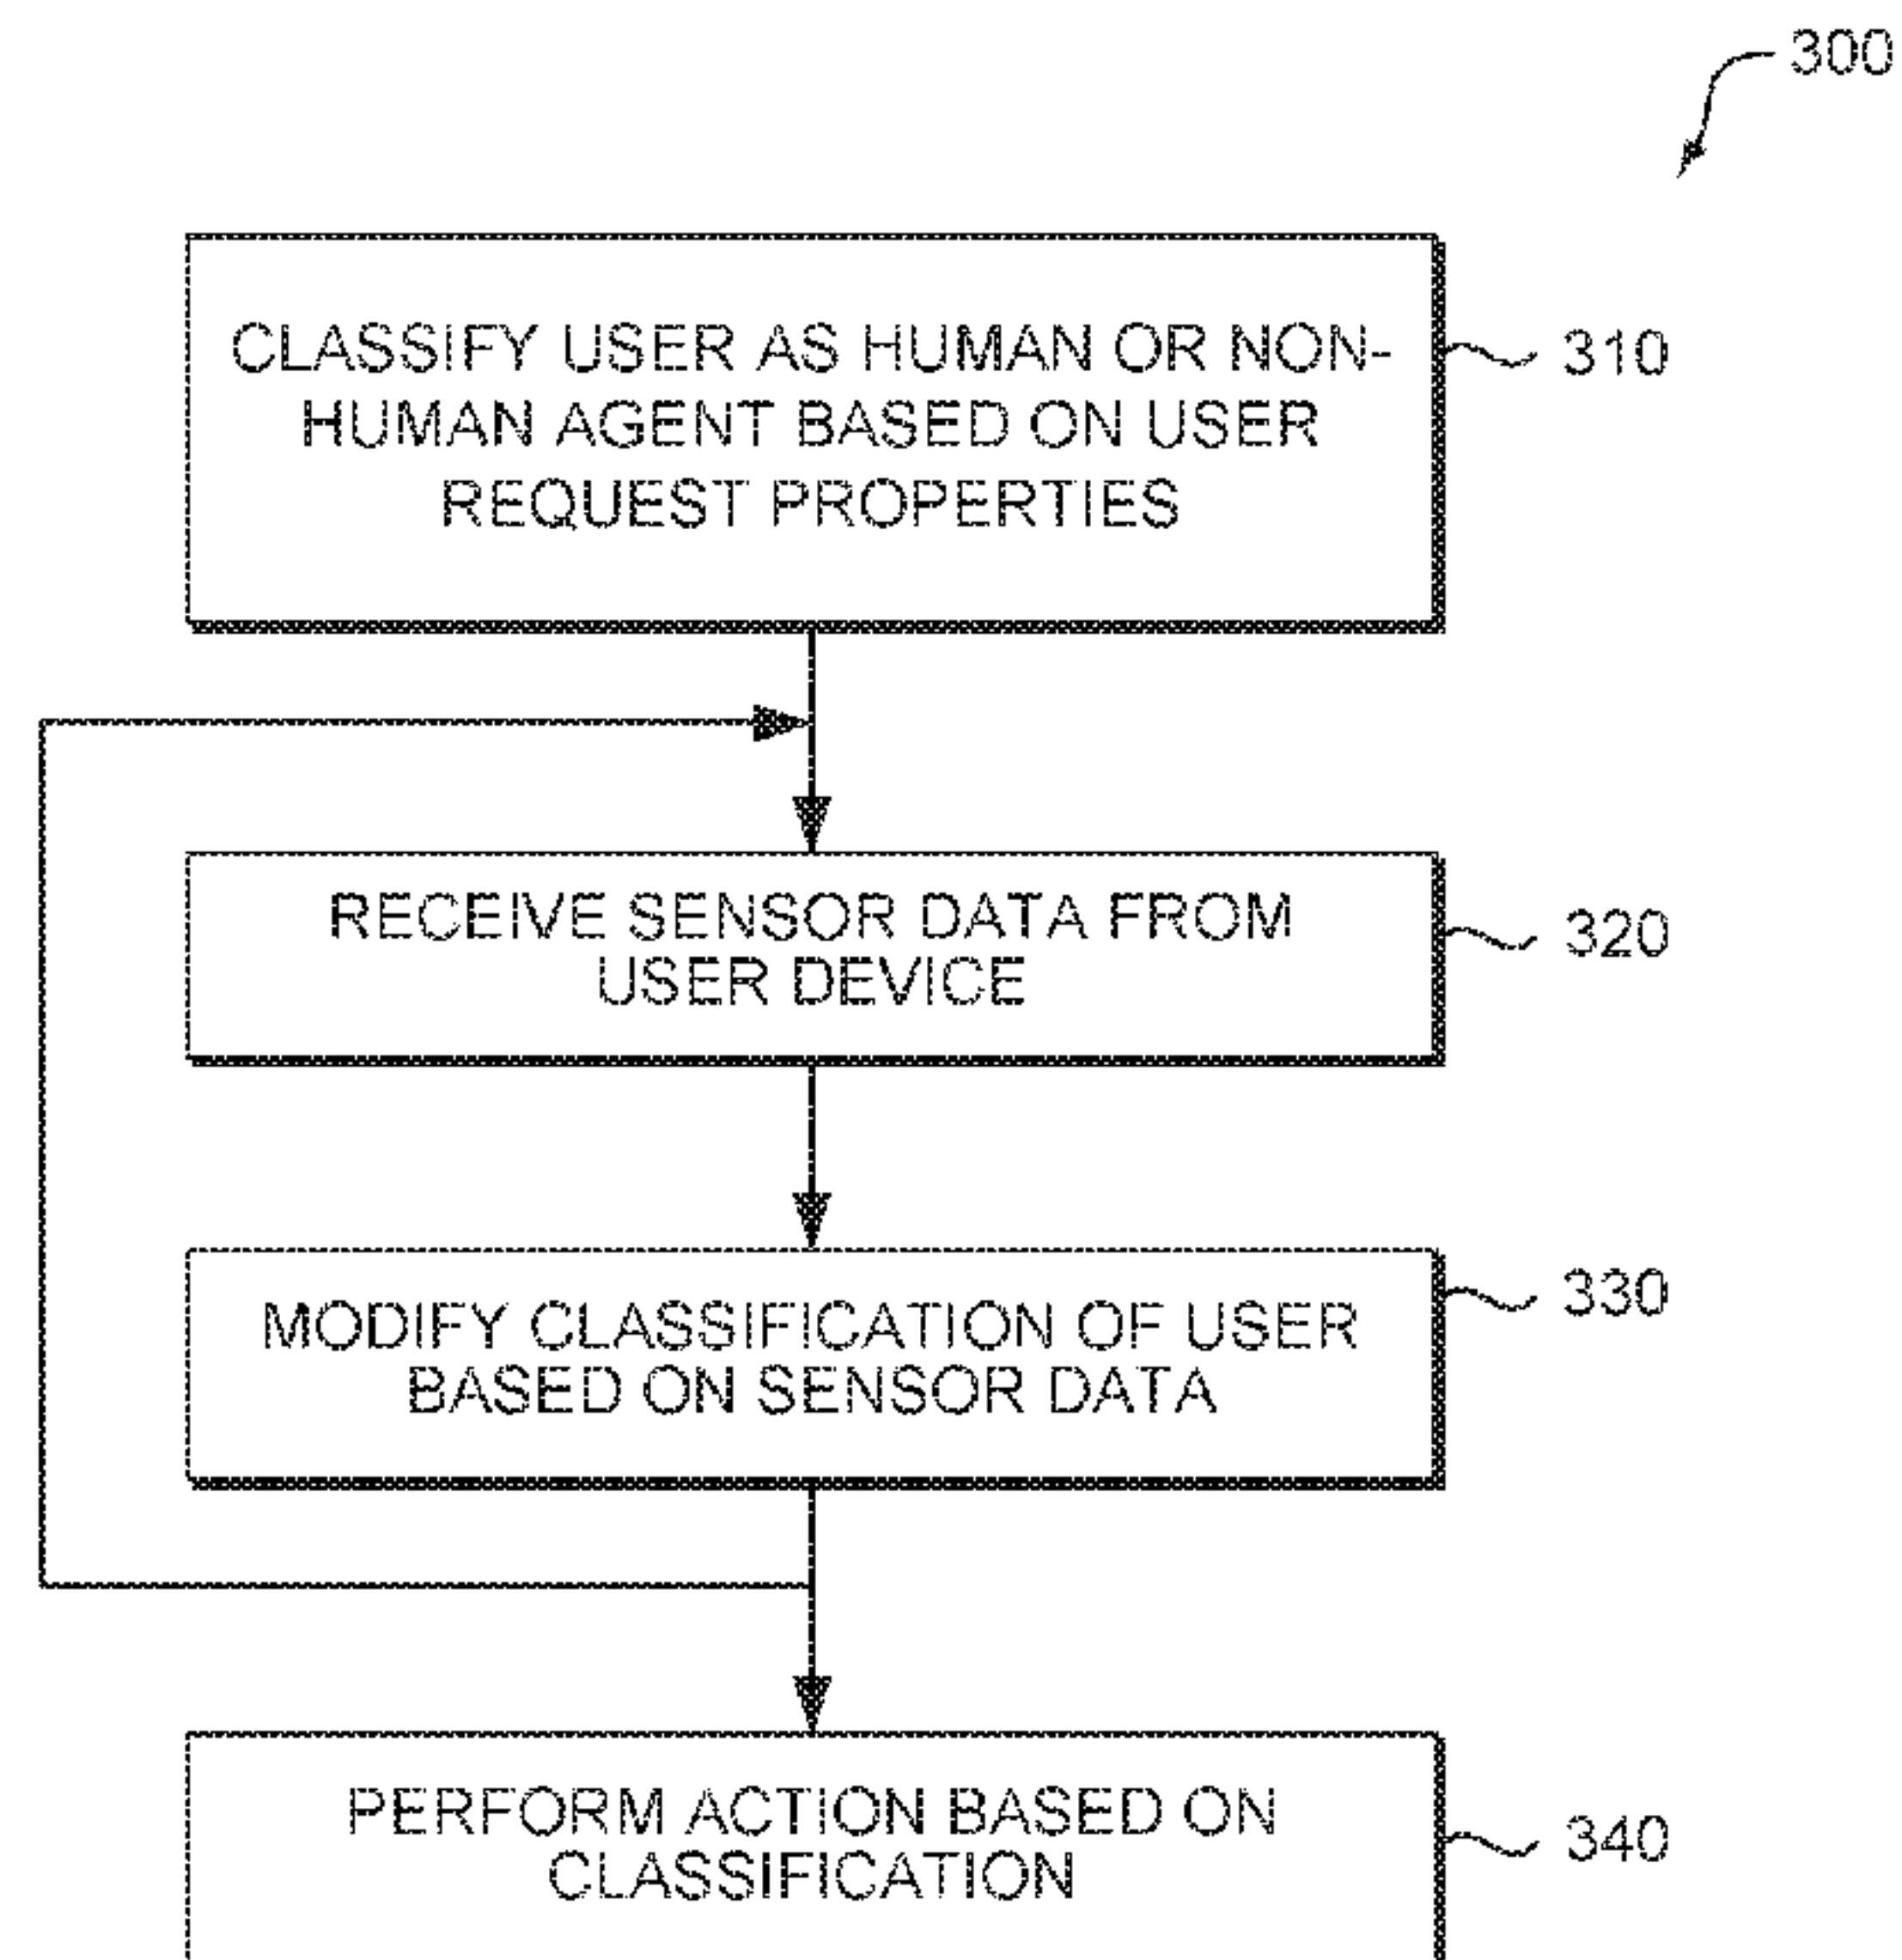 300
CLASSIFY USER AS HUMAN OR NON-
HUMAN AGENT BASED ON USER
REQUEST PROPERTIES
310
RECEIVE SENSOR DATA FROM
USER DEVICE
320
MODIFY CLASSIFICATION OF USER
BASED ON SENSOR DATA
330
PERFORM ACTION BASED ON
CLASSIFICATION
340